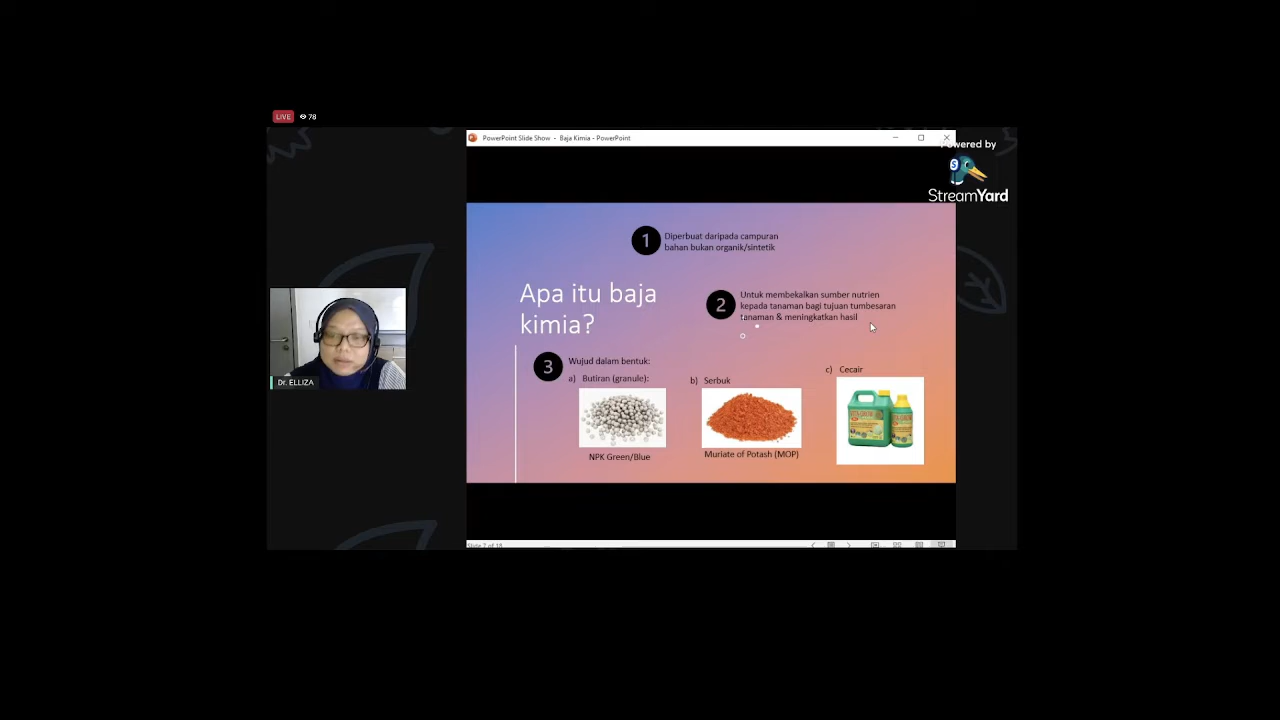 LIVE 78
PowerPoint Slide Show - Baja Kimia - PowerPoint
Powered by
StreamYard
1 Diperbuat daripada campuran
bahan bukan organik/sintetik
Apa itu baja
kimia?
2 Untuk membekalkan sumber nutrien
kepada tanaman bagi tujuan tumbesaran
tanaman & meningkatkan hasil
3 Wujud dalam bentuk:
a) Butiran (granule):
NPK Green/Blue
b) Serbuk
Muriate of Potash (MOP)
c) Cecair
Dr. ELLIZA